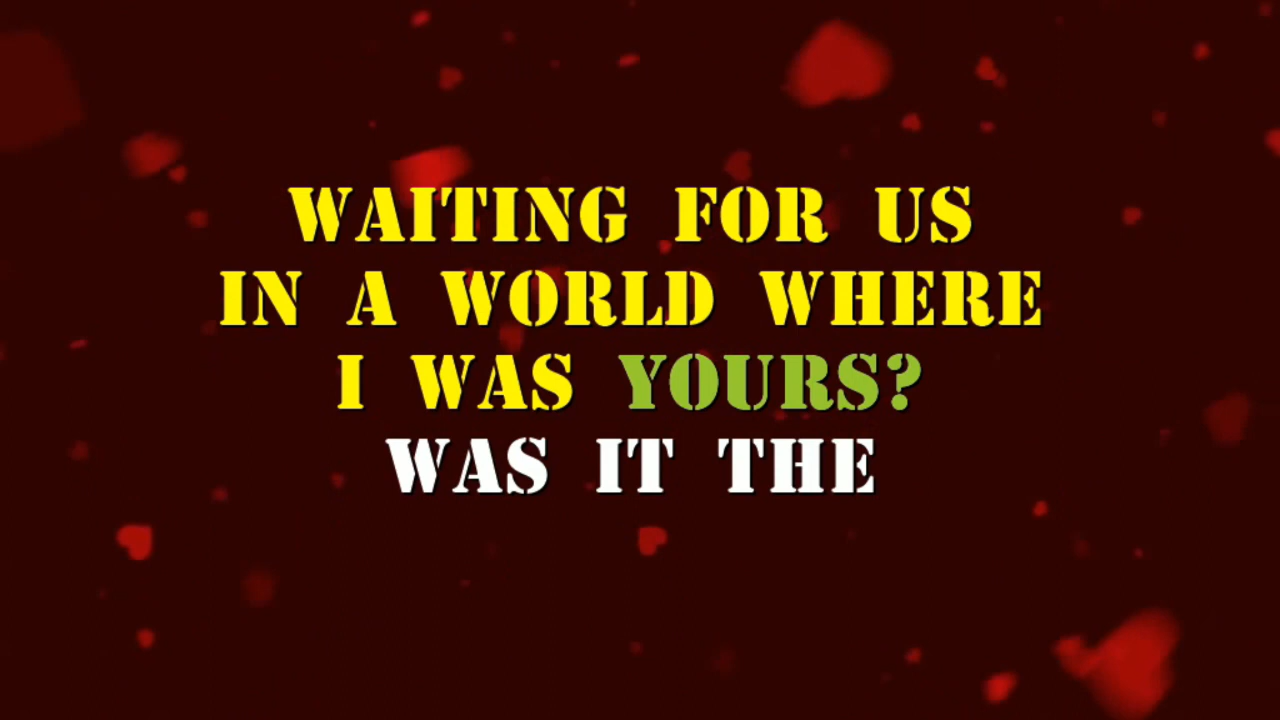 WAITING FOR US
IN A WORLD WHERE
I WAS YOURS?
WAS IT THE